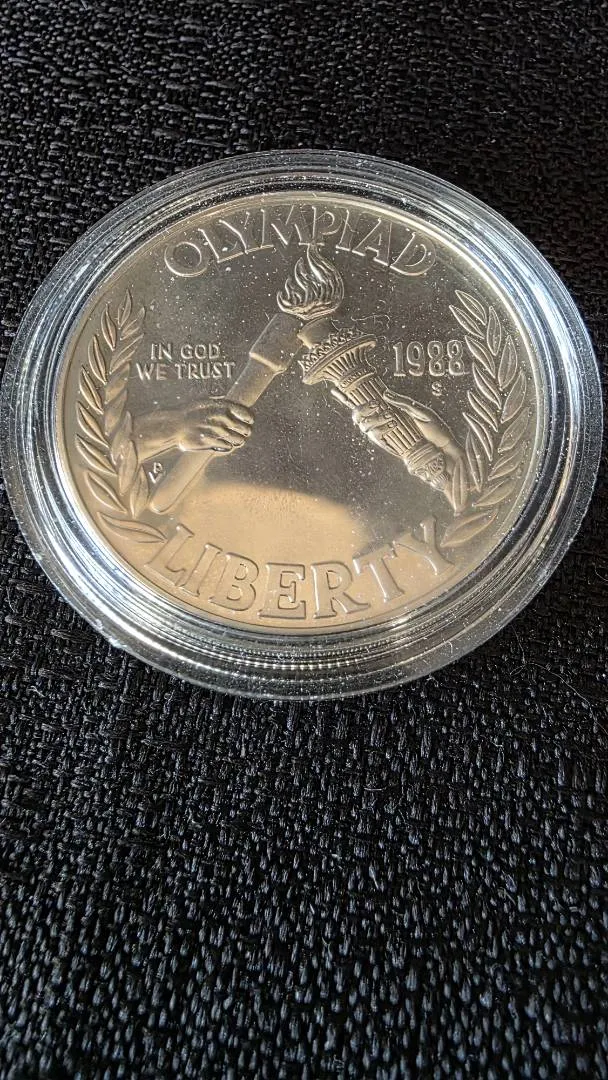 OLYMPIAD
IN GOD
WE TRUST
1988
S
LIBERTY